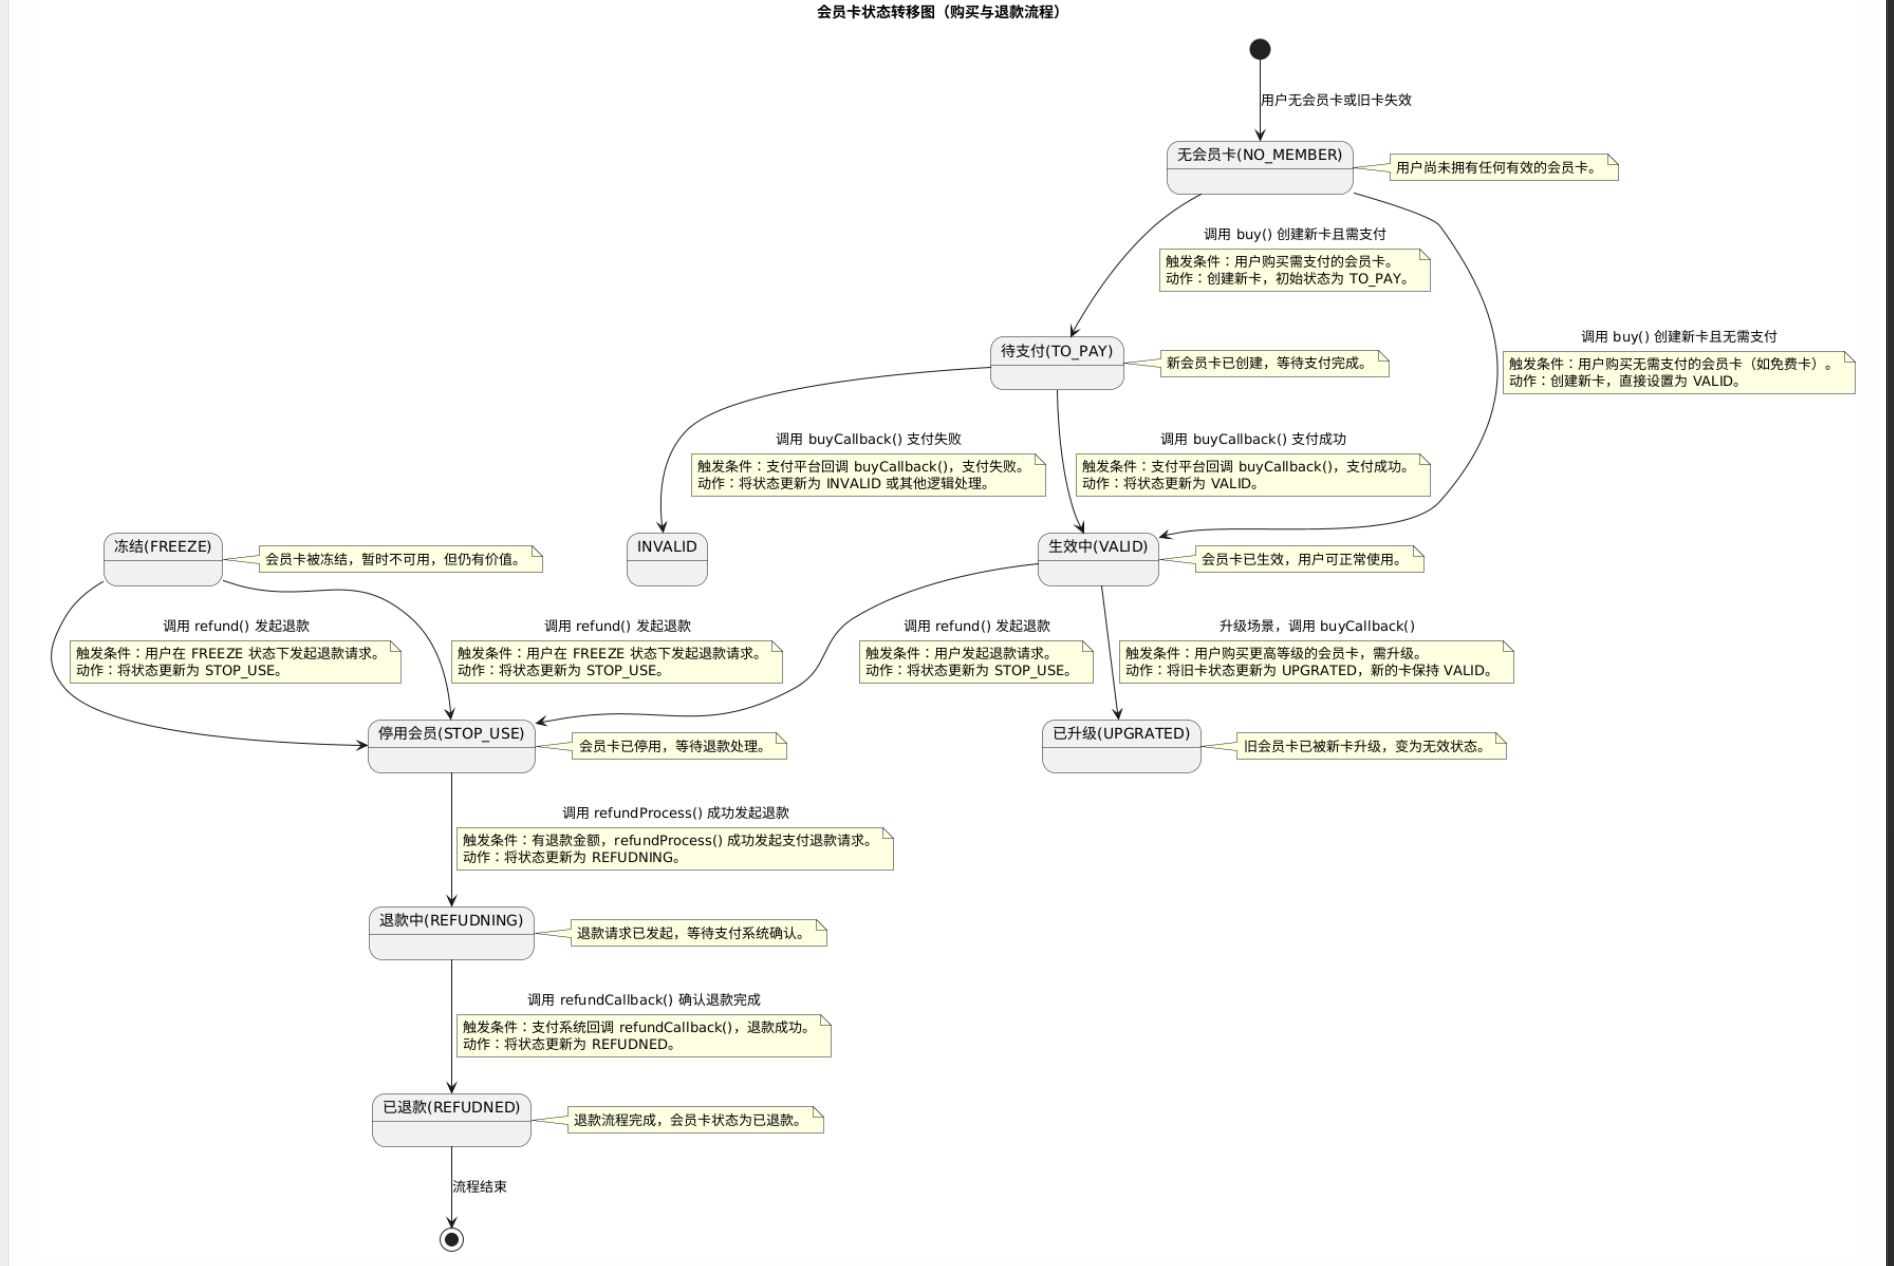 会员卡状态转移图（购买与退款流程）
用户无会员卡或旧卡失效
无会员卡(NO_MEMBER)
用户尚未拥有任何有效的会员卡。
调用 buy() 创建新卡且需支付
触发条件：用户购买需支付的会员卡。
动作：创建新卡，初始状态为 TO_PAY。
调用 buy() 创建新卡且无需支付
触发条件：用户购买无需支付的会员卡（如免费卡）。
动作：创建新卡，直接设置为 VALID。
待支付(TO_PAY)
新会员卡已创建，等待支付完成。
调用 buyCallback() 支付失败
触发条件：支付平台回调 buyCallback()，支付失败。
动作：将状态更新为 INVALID 或其他逻辑处理。
调用 buyCallback() 支付成功
触发条件：支付平台回调 buyCallback()，支付成功。
动作：将状态更新为 VALID。
冻结(FREEZE)
会员卡被冻结，暂时不可用，但仍有价值。
INVALID
生效中(VALID)
会员卡已生效，用户可正常使用。
调用 refund() 发起退款
触发条件：用户在 FREEZE 状态下发起退款请求。
动作：将状态更新为 STOP_USE。
调用 refund() 发起退款
触发条件：用户在 FREEZE 状态下发起退款请求。
动作：将状态更新为 STOP_USE。
调用 refund() 发起退款
触发条件：用户发起退款请求。
动作：将状态更新为 STOP_USE。
升级场景，调用 buyCallback()
触发条件：用户购买更高等级的会员卡，需升级。
动作：将旧卡状态更新为 UPGRATED，新的卡保持 VALID。
停用会员(STOP_USE)
会员卡已停用，等待退款处理。
已升级(UPGRATED)
旧会员卡已被新卡升级，变为无效状态。
调用 refundProcess() 成功发起退款
触发条件：有退款金额，refundProcess() 成功发起支付退款请求。
动作：将状态更新为 REFUDNING。
退款中(REFUDNING)
退款请求已发起，等待支付系统确认。
调用 refundCallback() 确认退款完成
触发条件：支付系统回调 refundCallback()，退款成功。
动作：将状态更新为 REFUDNED。
已退款(REFUDNED)
退款流程完成，会员卡状态为已退款。
流程结束